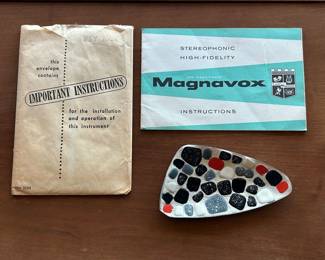 this
envelope
contains
IMPORTANT INSTRUCTIONS
for the installation
and operation of
this instrument
STEREOPHONIC
HIGH-FIDELITY
Magnavox
INSTRUCTIONS